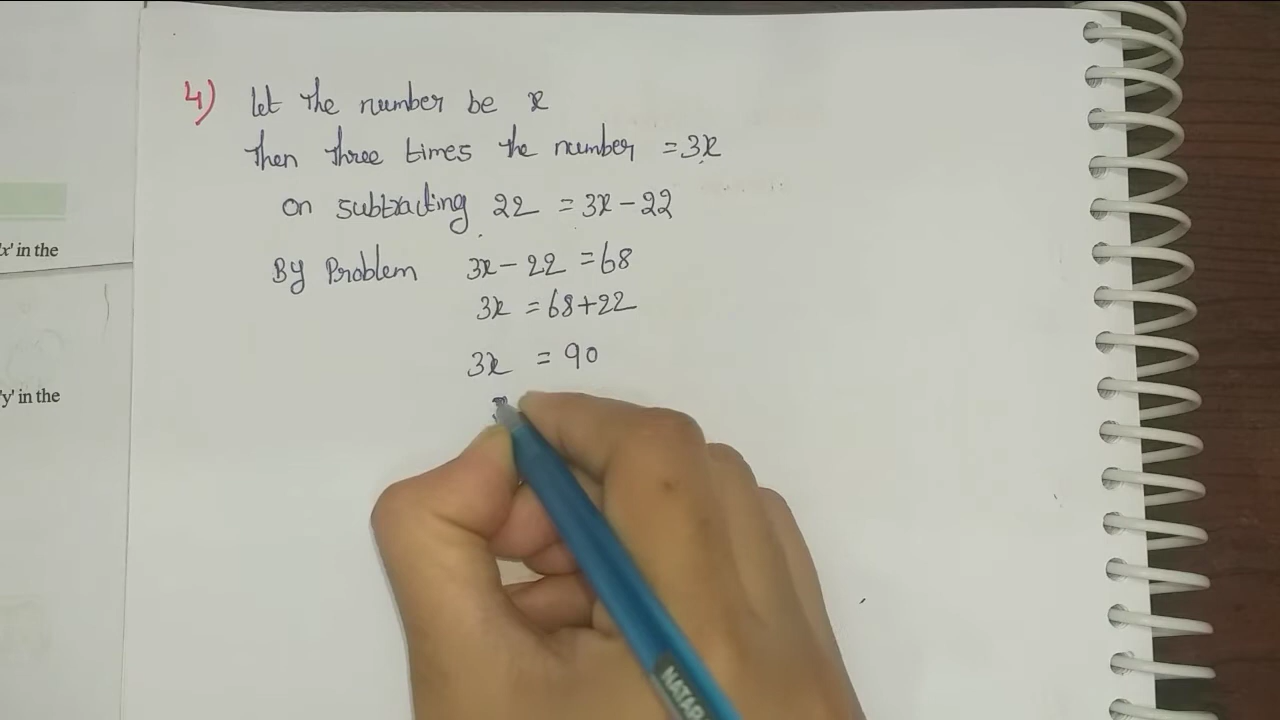 'x' in the
'y' in the
4) Let the number be x
Then three times the number = 3x
on subtracting 22 = 3x - 22
By Problem 3x - 22 = 68
3x = 68 + 22
3x = 90